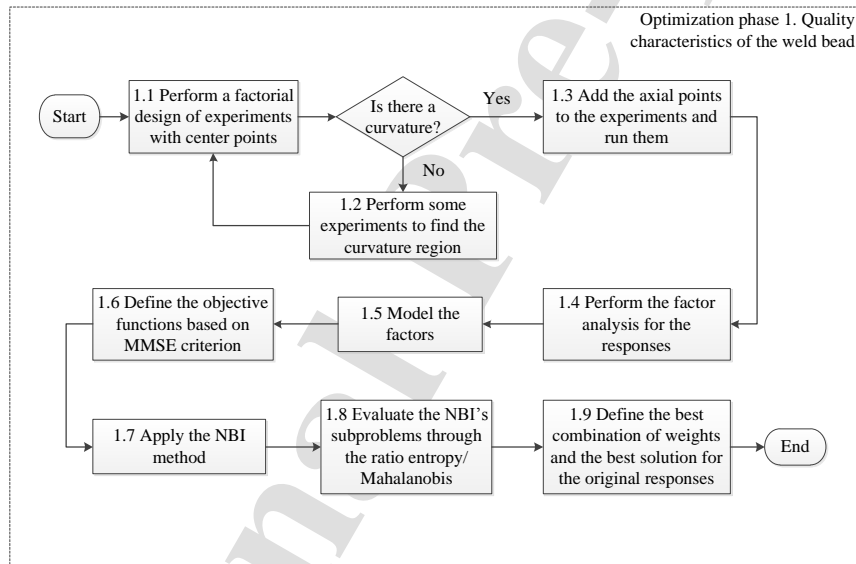 Optimization phase 1. Quality
characteristics of the weld bead
Start
1.1 Perform a factorial
design of experiments
with center points
Is there a
curvature?
Yes
1.3 Add the axial points
to the experiments and
run them
No
1.2 Perform some
experiments to find the
curvature region
1.6 Define the objective
functions based on
MMSE criterion
1.5 Model the
factors
1.4 Perform the factor
analysis for the
responses
1.7 Apply the NBI
method
1.8 Evaluate the NBI’s
subproblems through
the ratio entropy/
Mahalanobis
1.9 Define the best
combination of weights
and the best solution for
the original responses
End